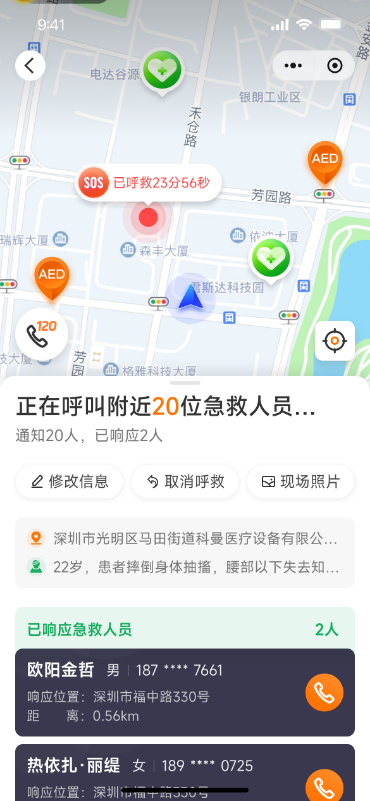 9:41
电达谷源
银朗工业区
禾仓路
AED
SOS 已呼救23分56秒
芳园路
瑞辉大厦
森丰大厦
依波大厦
AED
君斯达科技园
120
芳园
格雅科技大厦
正在呼叫附近20位急救人员...
通知20人，已响应2人
修改信息
取消呼救
现场照片
深圳市光明区马田街道科曼医疗设备有限公...
22岁，患者摔倒身体抽搐，腰部以下失去知...
已响应急救人员
2人
欧阳金哲 男 187 **** 7661
响应位置：深圳市福中路330号
距 离：0.56km
热依扎·丽缇 女 189 **** 0725
响应位置：深圳市福中路330号